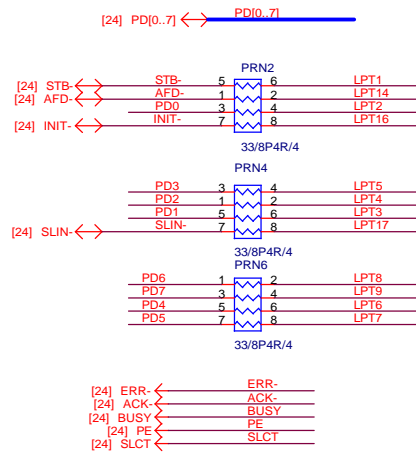 [24] PD[0..7] PD[0..7]
PRN2
[24] STB- STB- 5 6 LPT1
[24] AFD- AFD- 1 2 LPT14
PD0 3 4 LPT2
[24] INIT- INIT- 7 8 LPT16
33/8P4R/4
PRN4
PD3 3 4 LPT5
PD2 1 2 LPT4
PD1 5 6 LPT3
[24] SLIN- SLIN- 7 8 LPT17
33/8P4R/4
PRN6
PD6 1 2 LPT8
PD7 3 4 LPT9
PD4 5 6 LPT6
PD5 7 8 LPT7
33/8P4R/4
[24] ERR- ERR-
[24] ACK- ACK-
[24] BUSY BUSY
[24] PE PE
[24] SLCT SLCT